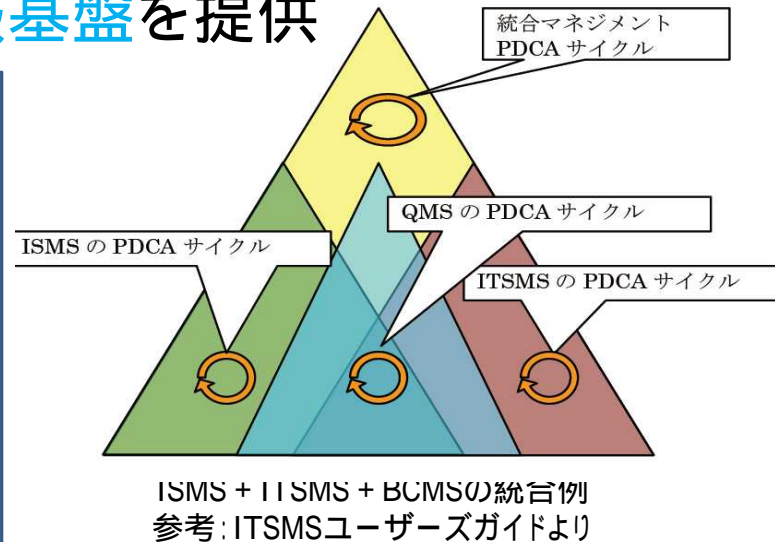 基盤を提供
統合マネジメント
PDCA サイクル
QMS の PDCA サイクル
ISMS の PDCA サイクル
ITSMS の PDCA サイクル
ISMS + ITSMS + BCMSの統合例
参考:ITSMSユーザーズガイドより